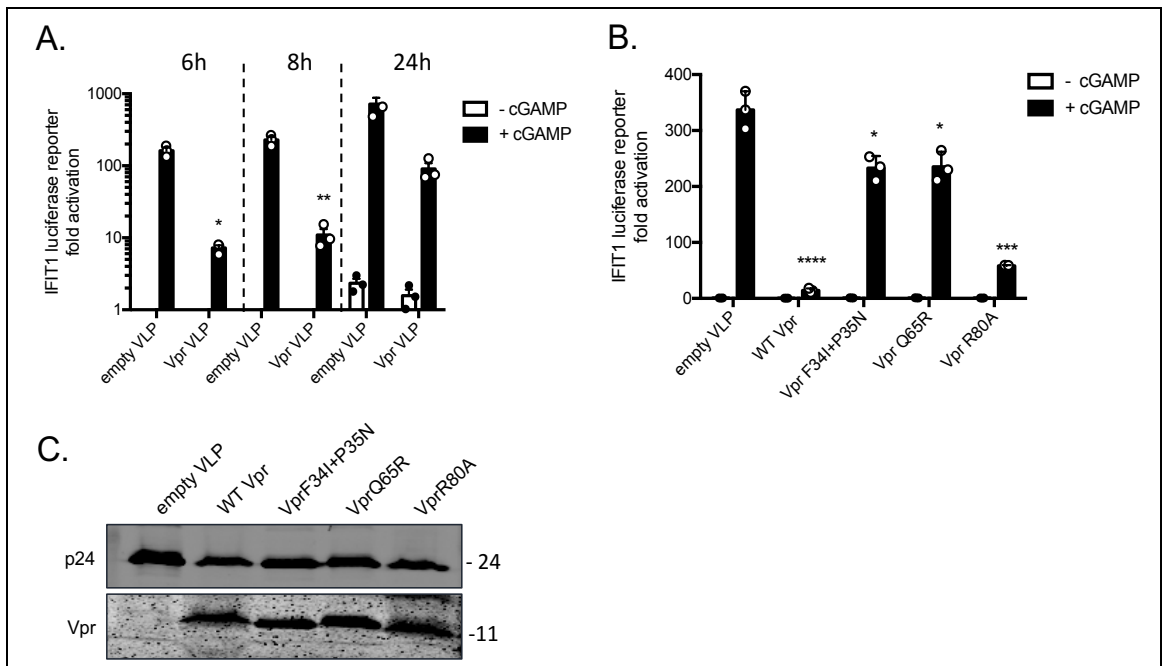 A.
6h
8h
24h
IFIT1 luciferase reporter
fold activation
1000
100
10
1
*
**
empty VLP
Vpr VLP
empty VLP
Vpr VLP
empty VLP
Vpr VLP
- cGAMP
+ cGAMP
B.
IFIT1 luciferase reporter
fold activation
400
300
200
100
0
****
*
*
***
empty VLP
WT Vpr
Vpr F34I+P35N
Vpr Q65R
Vpr R80A
- cGAMP
+ cGAMP
C.
empty VLP
WT Vpr
VprF34I+P35N
VprQ65R
VprR80A
p24
- 24
Vpr
-11